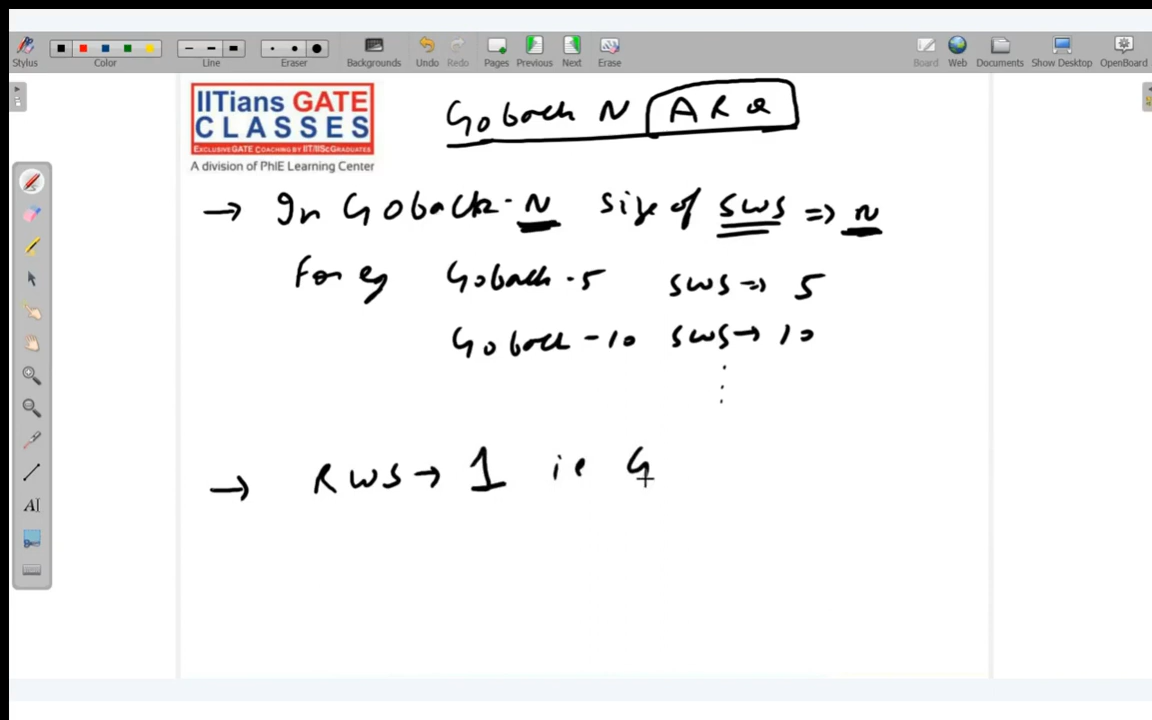 Stylus Color Line Eraser Backgrounds Undo Redo Pages Previous Next Erase Board Web Documents Show Desktop OpenBoard
IITians GATE
CLASSES
EXCLUSIVE GATE COACHING BY IIT/IISc GRADUATES
A division of PhIE Learning Center
Goback N ARQ
→ In Goback-N size of SWS => N
For eg Goback-5 SWS => 5
Goback-10 SWS → 10
⋮
→ RWS → 1 ie G
AI